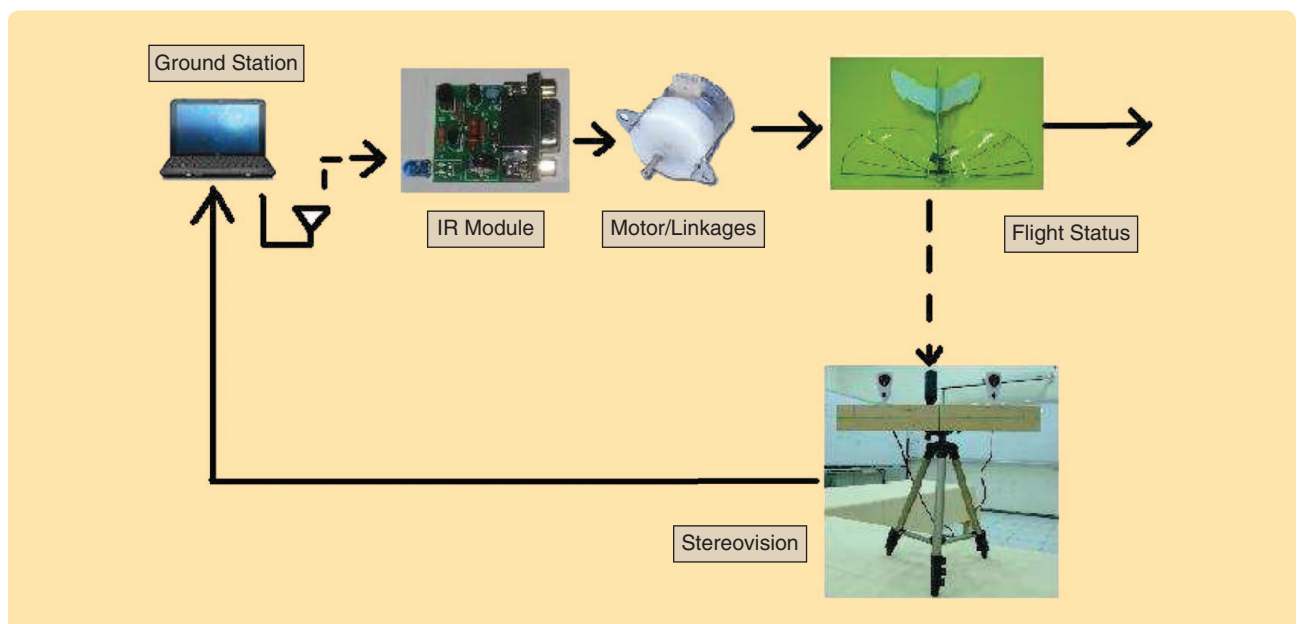 Ground Station
IR Module
Motor/Linkages
Flight Status
Stereovision